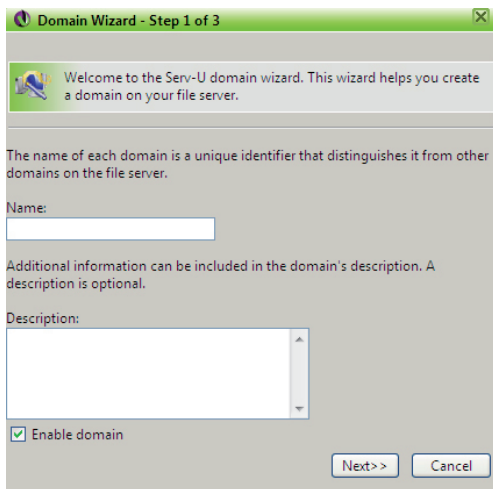 Domain Wizard - Step 1 of 3
Welcome to the Serv-U domain wizard. This wizard helps you create
a domain on your file server.
The name of each domain is a unique identifier that distinguishes it from other
domains on the file server.
Name:
Additional information can be included in the domain's description. A
description is optional.
Description:
Enable domain
Next>> Cancel